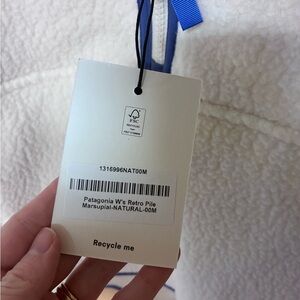 FSC
1316996NAT00M
Patagonia W's Retro Pile
Marsupial-NATURAL-00M
Recycle me